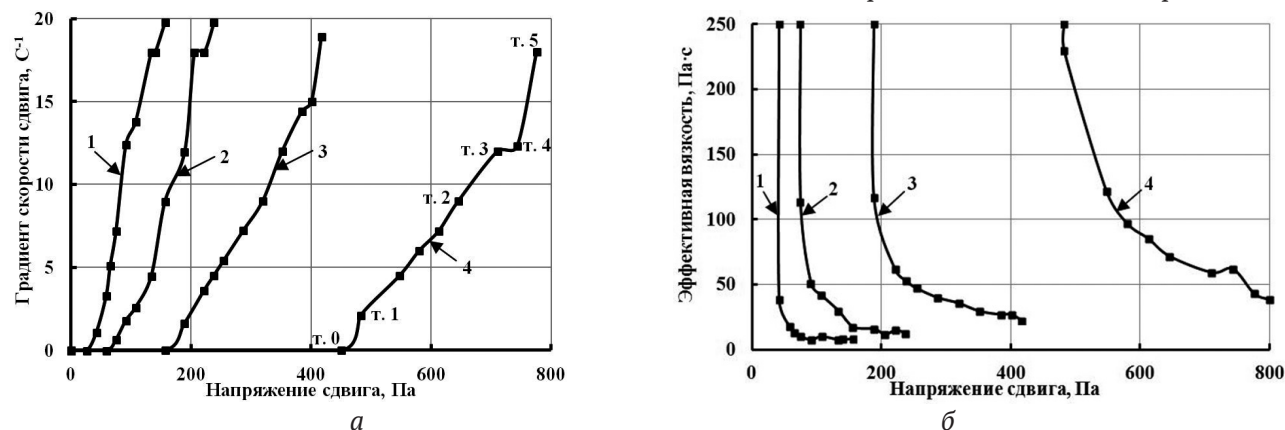 20
15
10
5
0
Градиент скорости сдвига, С-1
1
2
3
4
т. 0
т. 1
т. 2
т. 3
т. 4
т. 5
0 200 400 600 800
Напряжение сдвига, Па
а
250
200
150
100
50
0
Эффективная вязкость, Па·с
1
2
3
4
0 200 400 600 800
Напряжение сдвига, Па
б